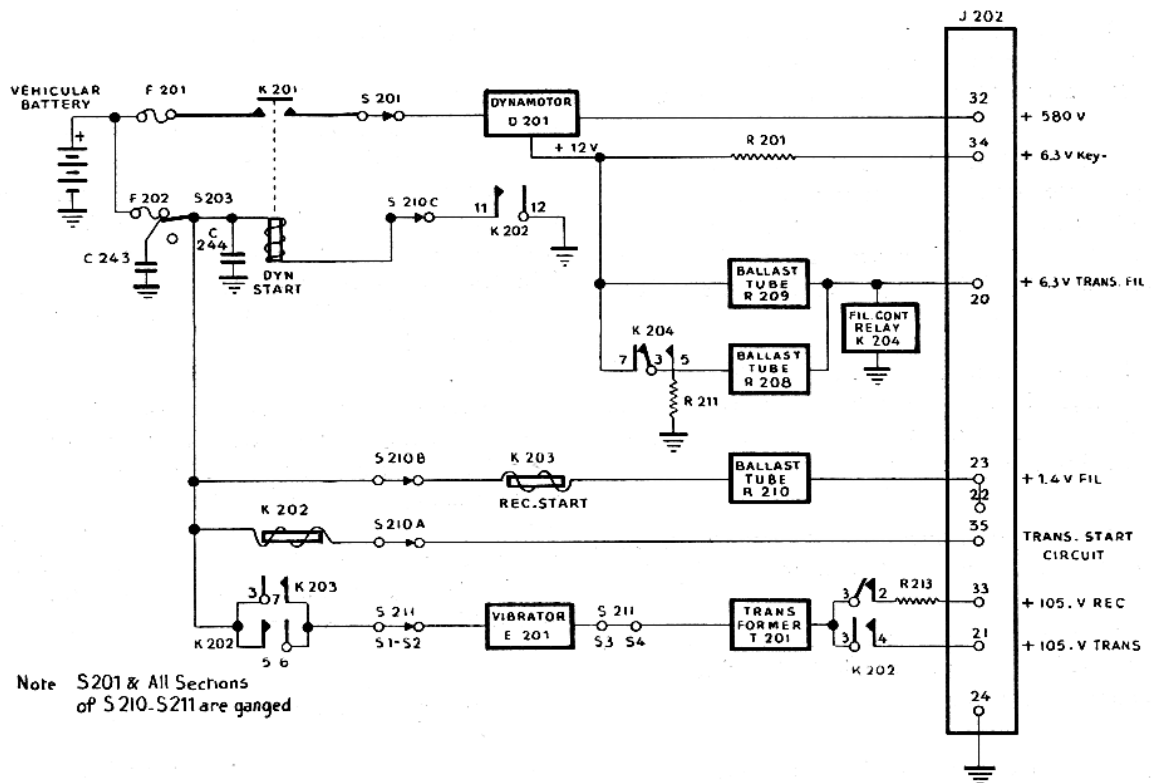 J 202
VEHICULAR
BATTERY
F 201
K 201
S 201
DYNAMOTOR
D 201
32
+ 580 V
+
+ 12 V
R 201
34
+ 6.3 V Key-
F 202
S 203
S 210 C
11
12
K 202
C 243
C
244
DYN
START
BALLAST
TUBE
R 209
20
+ 6.3 V TRANS. FIL
FIL. CONT
RELAY
K 204
K 204
7
3
5
BALLAST
TUBE
R 208
R 211
S 210 B
K 203
REC. START
BALLAST
TUBE
R 210
23
+ 1.4 V FIL
22
K 202
S 210 A
35
TRANS. START
CIRCUIT
3
7
K 203
S 211
S1-S2
VIBRATOR
E 201
S 211
S3
S4
TRANS
FORMER
T 201
3
2
R 213
33
+ 105. V REC
K 202
5
6
3
4
K 202
21
+ 105. V TRANS
24
Note S 201 & All Sections
of S 210-S 211 are ganged